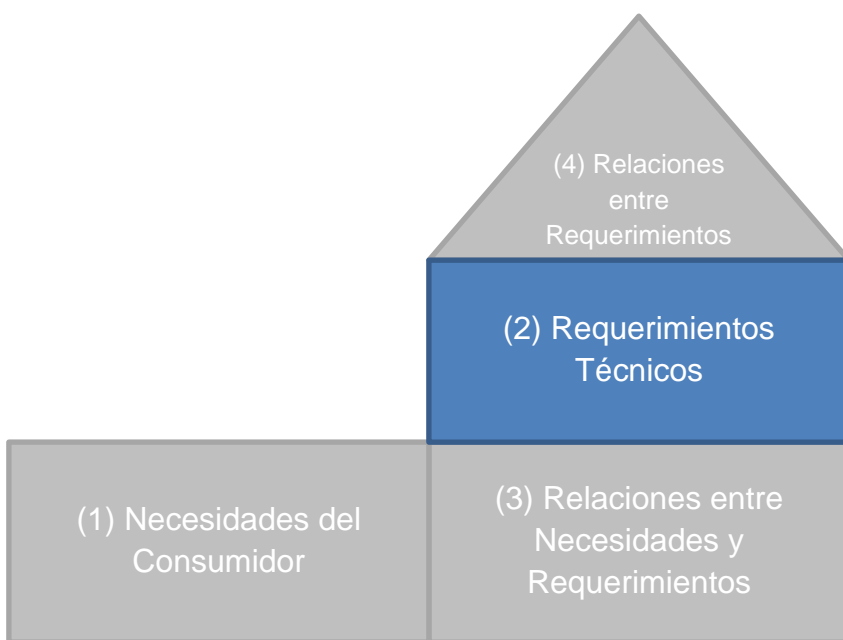 (4) Relaciones
entre
Requerimientos
(2) Requerimientos
Técnicos
(1) Necesidades del
Consumidor
(3) Relaciones entre
Necesidades y
Requerimientos